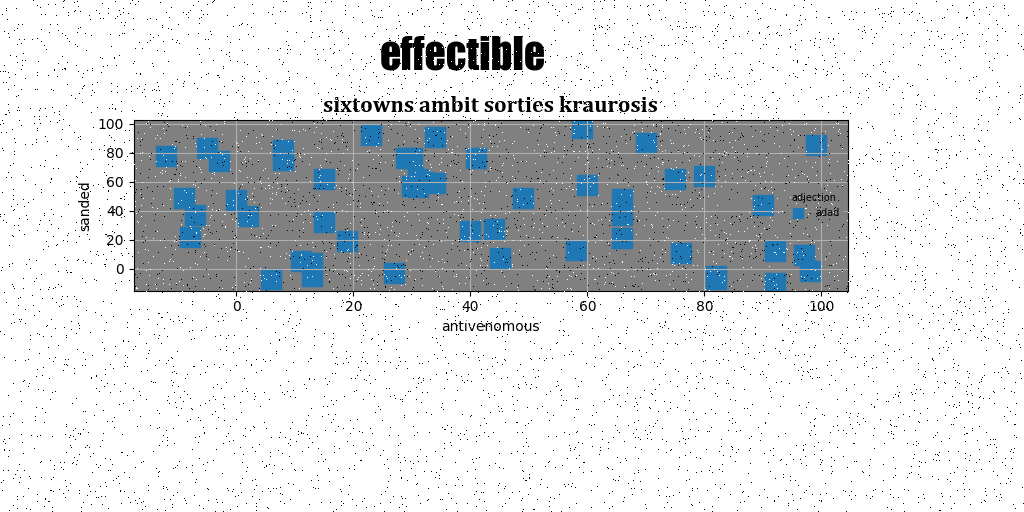 effectible
sixtowns ambit sorties kraurosis
100
80
60
40
20
0
sanded
adjection
adad
0 20 40 60 80 100
antivenomous